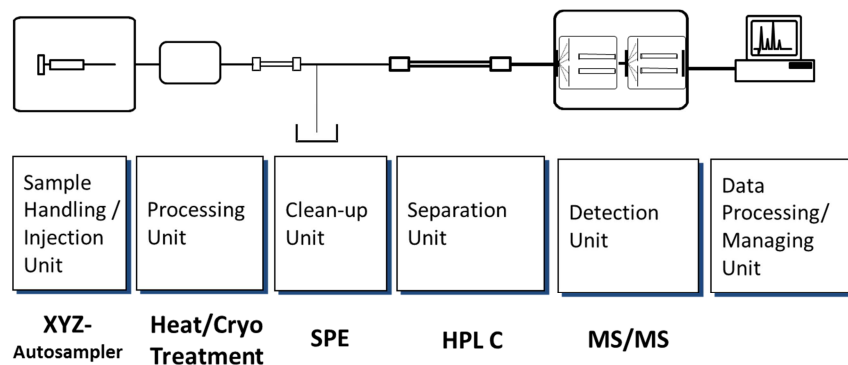 Sample
Handling /
Injection
Unit
Processing
Unit
Clean-up
Unit
Separation
Unit
Detection
Unit
Data
Processing/
Managing
Unit
XYZ-
Autosampler
Heat/Cryo
Treatment
SPE
HPL C
MS/MS